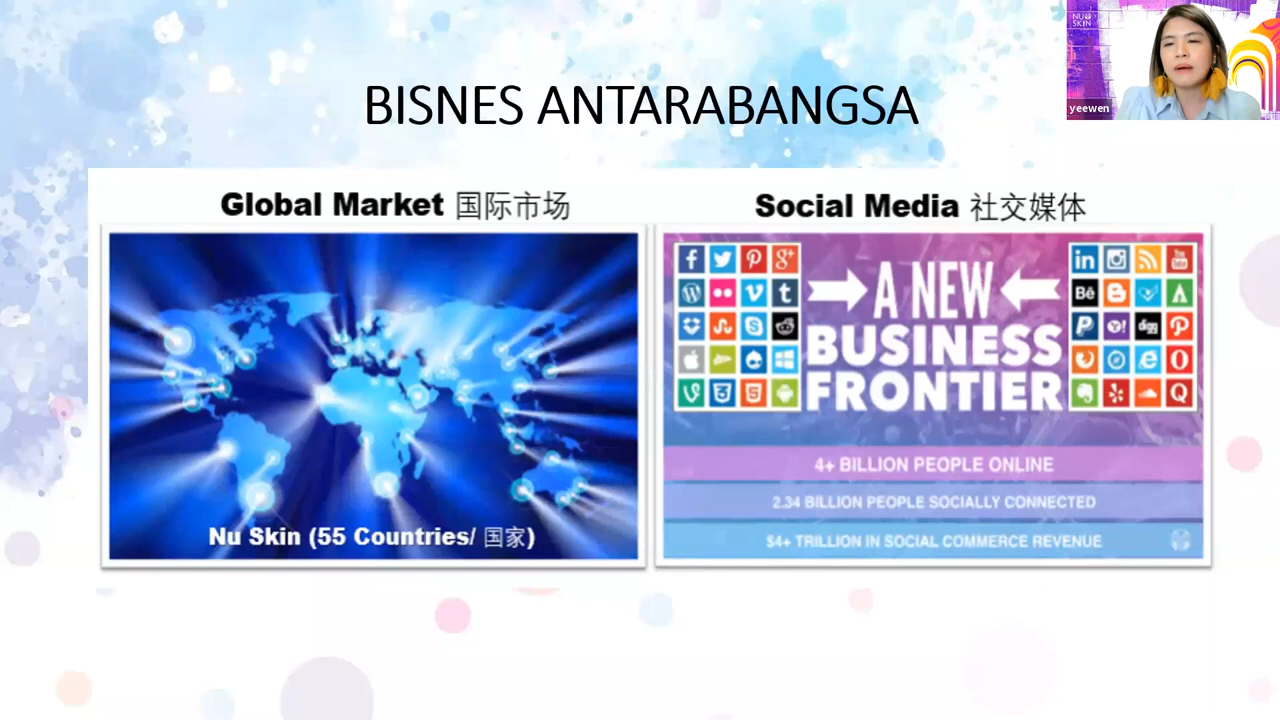 BISNES ANTARABANGSA
NU SKIN
yeewen
Global Market 国际市场
Social Media 社交媒体
A NEW
BUSINESS
FRONTIER
4+ BILLION PEOPLE ONLINE
2.34 BILLION PEOPLE SOCIALLY CONNECTED
$4+ TRILLION IN SOCIAL COMMERCE REVENUE
Nu Skin (55 Countries/ 国家)